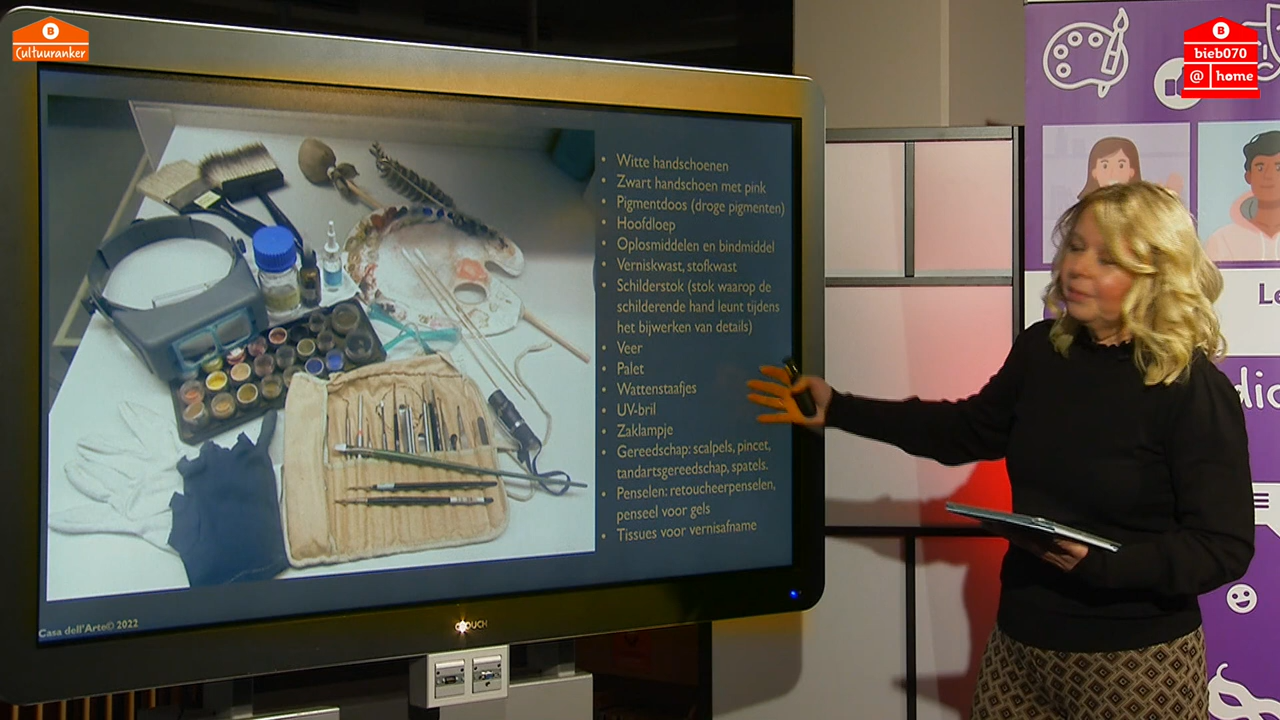 B
Cultuuranker
B
bieb070
@ home
• Witte handschoenen
• Zwart handschoen met pink
• Pigmentdoos (droge pigmenten)
• Hoofdloep
• Oplosmiddelen en bindmiddel
• Verniskwast, stofkwast
• Schilderstok (stok waarop de
schilderende hand leunt tijdens
het bijwerken van details)
• Veer
• Palet
• Wattenstaafjes
• UV-bril
• Zaklampje
• Gereedschap: scalpels, pincet,
tandartsgereedschap, spatels.
• Penselen: retoucheerpenselen,
penseel voor gels
• Tissues voor vernisafname
Casa dell'Arte© 2022
Le
dic